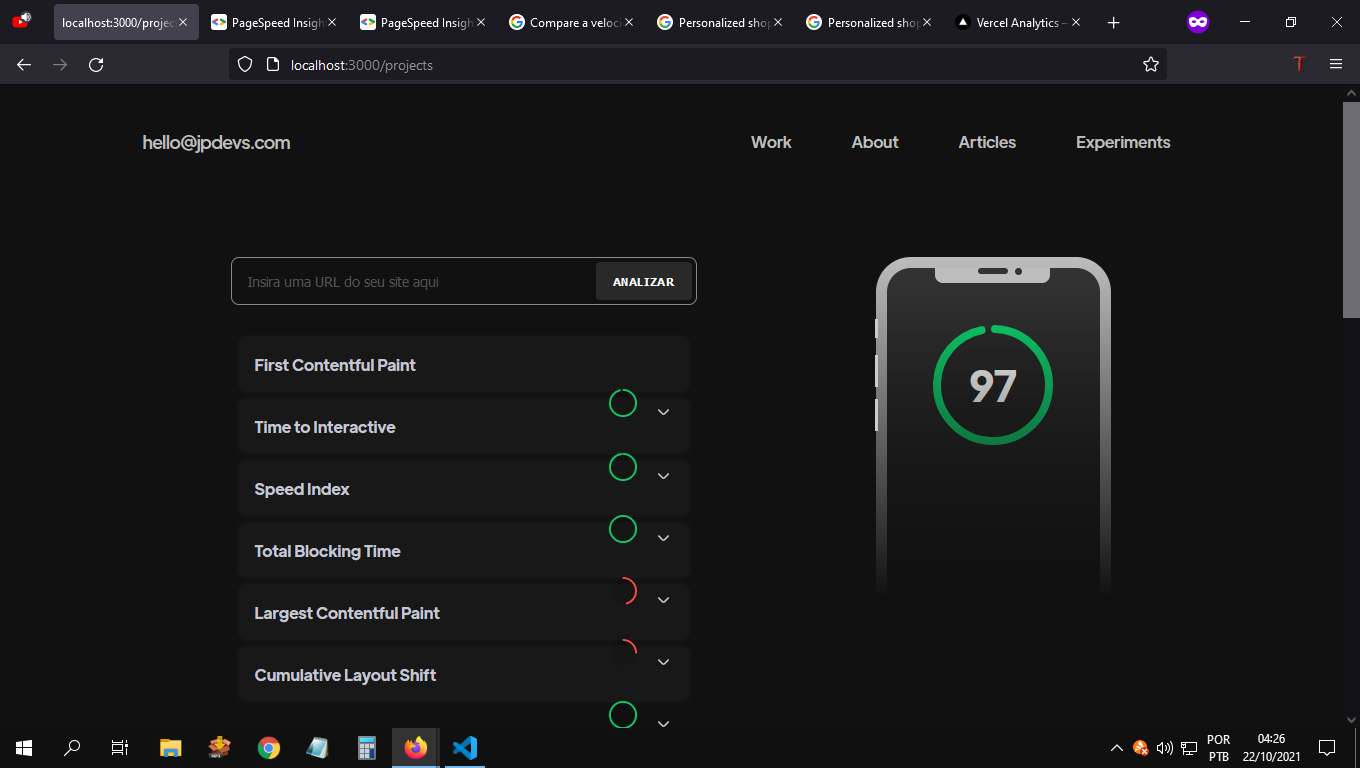 localhost:3000/projec
PageSpeed Insigh
PageSpeed Insigh
Compare a veloci
Personalized shop
Personalized shop
Vercel Analytics –
localhost:3000/projects
hello@jpdevs.com
Work
About
Articles
Experiments
Insira uma URL do seu site aqui
ANALIZAR
97
First Contentful Paint
Time to Interactive
Speed Index
Total Blocking Time
Largest Contentful Paint
Cumulative Layout Shift
POR
PTB
04:26
22/10/2021